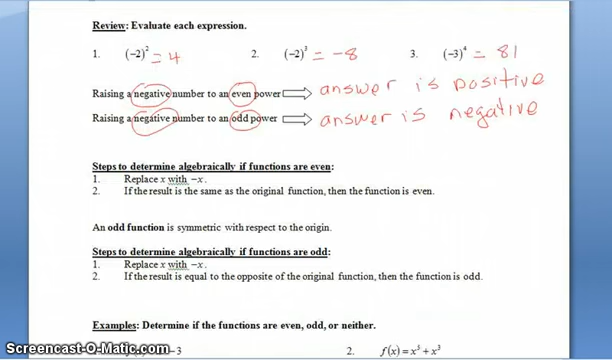 Review: Evaluate each expression.
1. (−2)² = 4 2. (−2)³ = −8 3. (−3)⁴ = 81
Raising a negative number to an even power ⇒ answer is positive
Raising a negative number to an odd power ⇒ answer is negative
Steps to determine algebraically if functions are even:
1. Replace x with −x.
2. If the result is the same as the original function, then the function is even.
An odd function is symmetric with respect to the origin.
Steps to determine algebraically if functions are odd:
1. Replace x with −x.
2. If the result is equal to the opposite of the original function, then the function is odd.
Examples: Determine if the functions are even, odd, or neither.
−3 2. f(x) = x⁵ + x³
Screencast-O-Matic.com